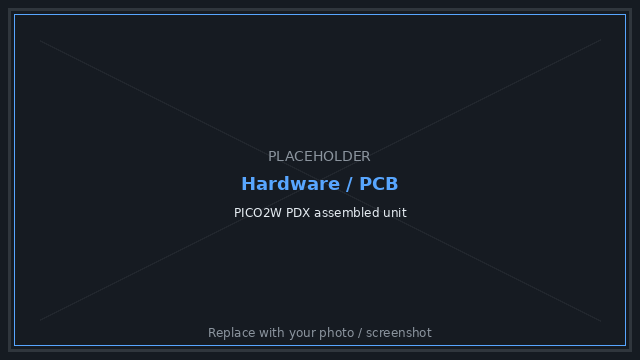 PLACEHOLDER
Hardware / PCB
PICO2W PDX assembled unit
Replace with your photo / screenshot